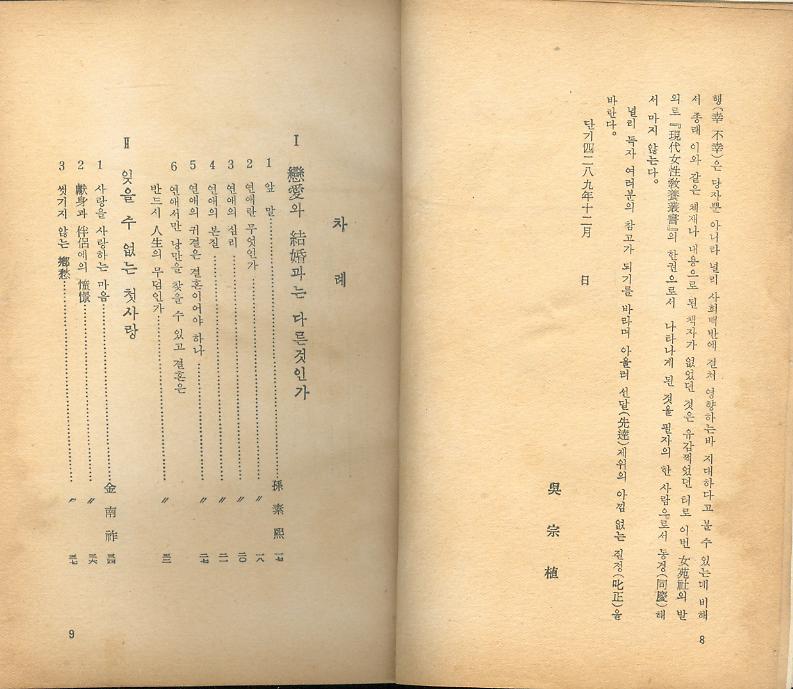 행(幸 不幸)은 당자뿐 아니라 널리 사회백반에 걸처 영향하는바 지대하다고 볼 수 있는데 비해
서 종래 이와 같은 체재나 내용으로 된 책자가 없었던 것은 유감쩍었던 터로 이번 女苑社의 발
의로 『現代女性敎養叢書』의 한권으로서 나타나게 된 것을 필자의 한 사람으로서 동경(同慶)해
서 마지 않는다.
널리 독자 여러분의 참고가 되기를 바라며 아울러 선달(先達)제위의 아낌 없는 질정(叱正)을
바란다.
단기四二八九年十二月 日
吳宗植
8
차 례
Ⅰ 戀愛와 結婚과는 다른것인가
1 앞 말 孫素熙 一七
2 연애란 무엇인가 〃 一八
3 연애의 심리 〃 二〇
4 연애의 본질 〃 二一
5 연애의 귀결은 결혼이어야 하나 〃 二七
6 연애서만 낭만을 찾을 수 있고 결혼은
반드시 人生의 무덤인가 〃
Ⅱ 잊을 수 없는 첫사랑
1 사랑을 사랑하는 마음 金南祚
2 獻身과 伴侶에의 憧憬 〃
3 씻기지 않는 鄕愁 〃
9